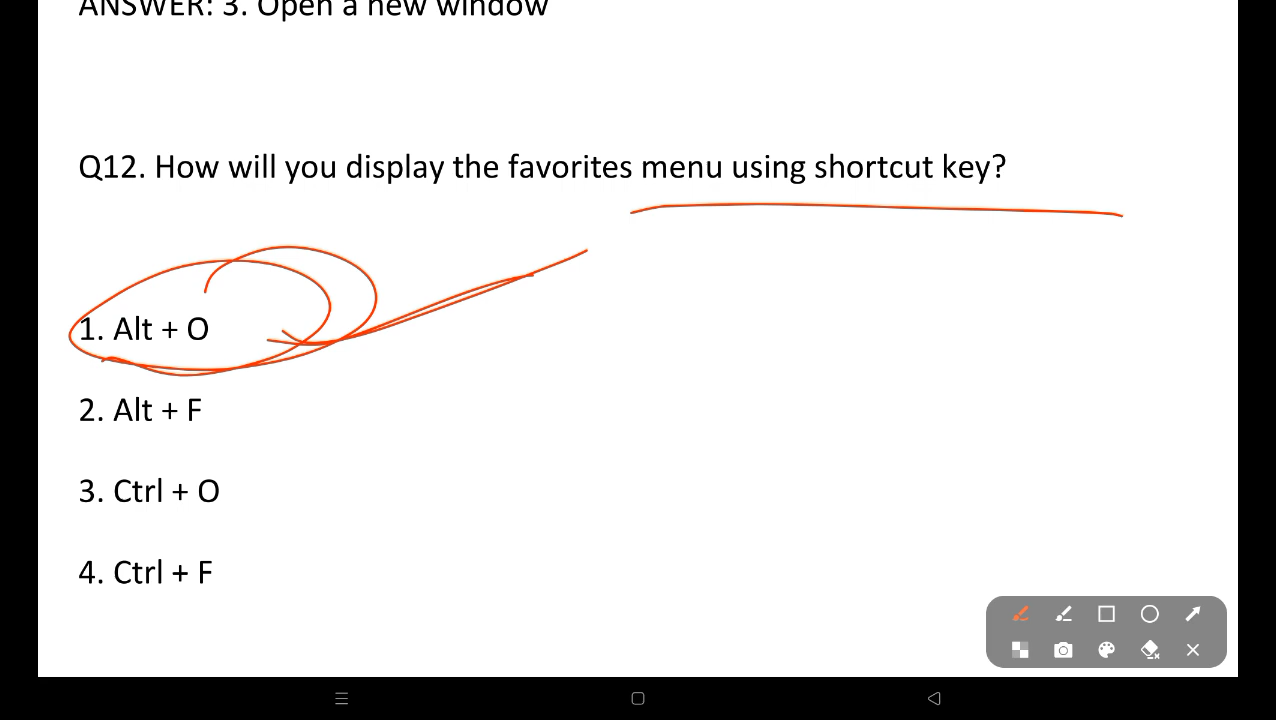 ANSWER: 3. Open a new window
Q12. How will you display the favorites menu using shortcut key?
1. Alt + O
2. Alt + F
3. Ctrl + O
4. Ctrl + F